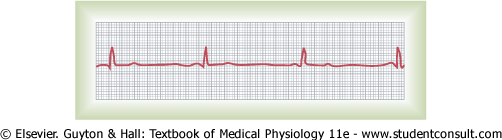 © Elsevier. Guyton & Hall: Textbook of Medical Physiology 11e - www.studentconsult.com